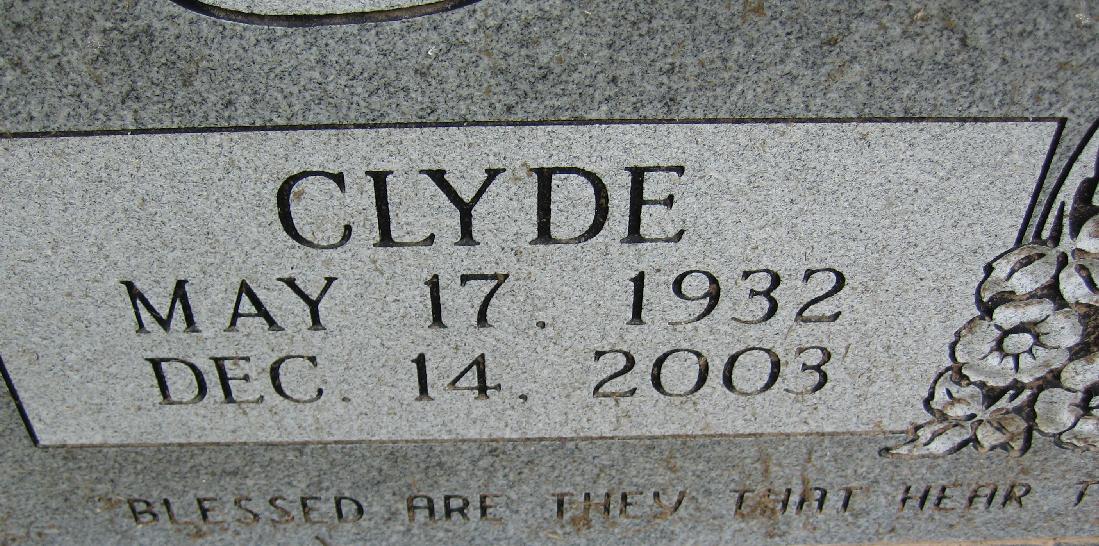 CLYDE
MAY 17, 1932
DEC. 14, 2003
"BLESSED ARE THEY THAT HEAR